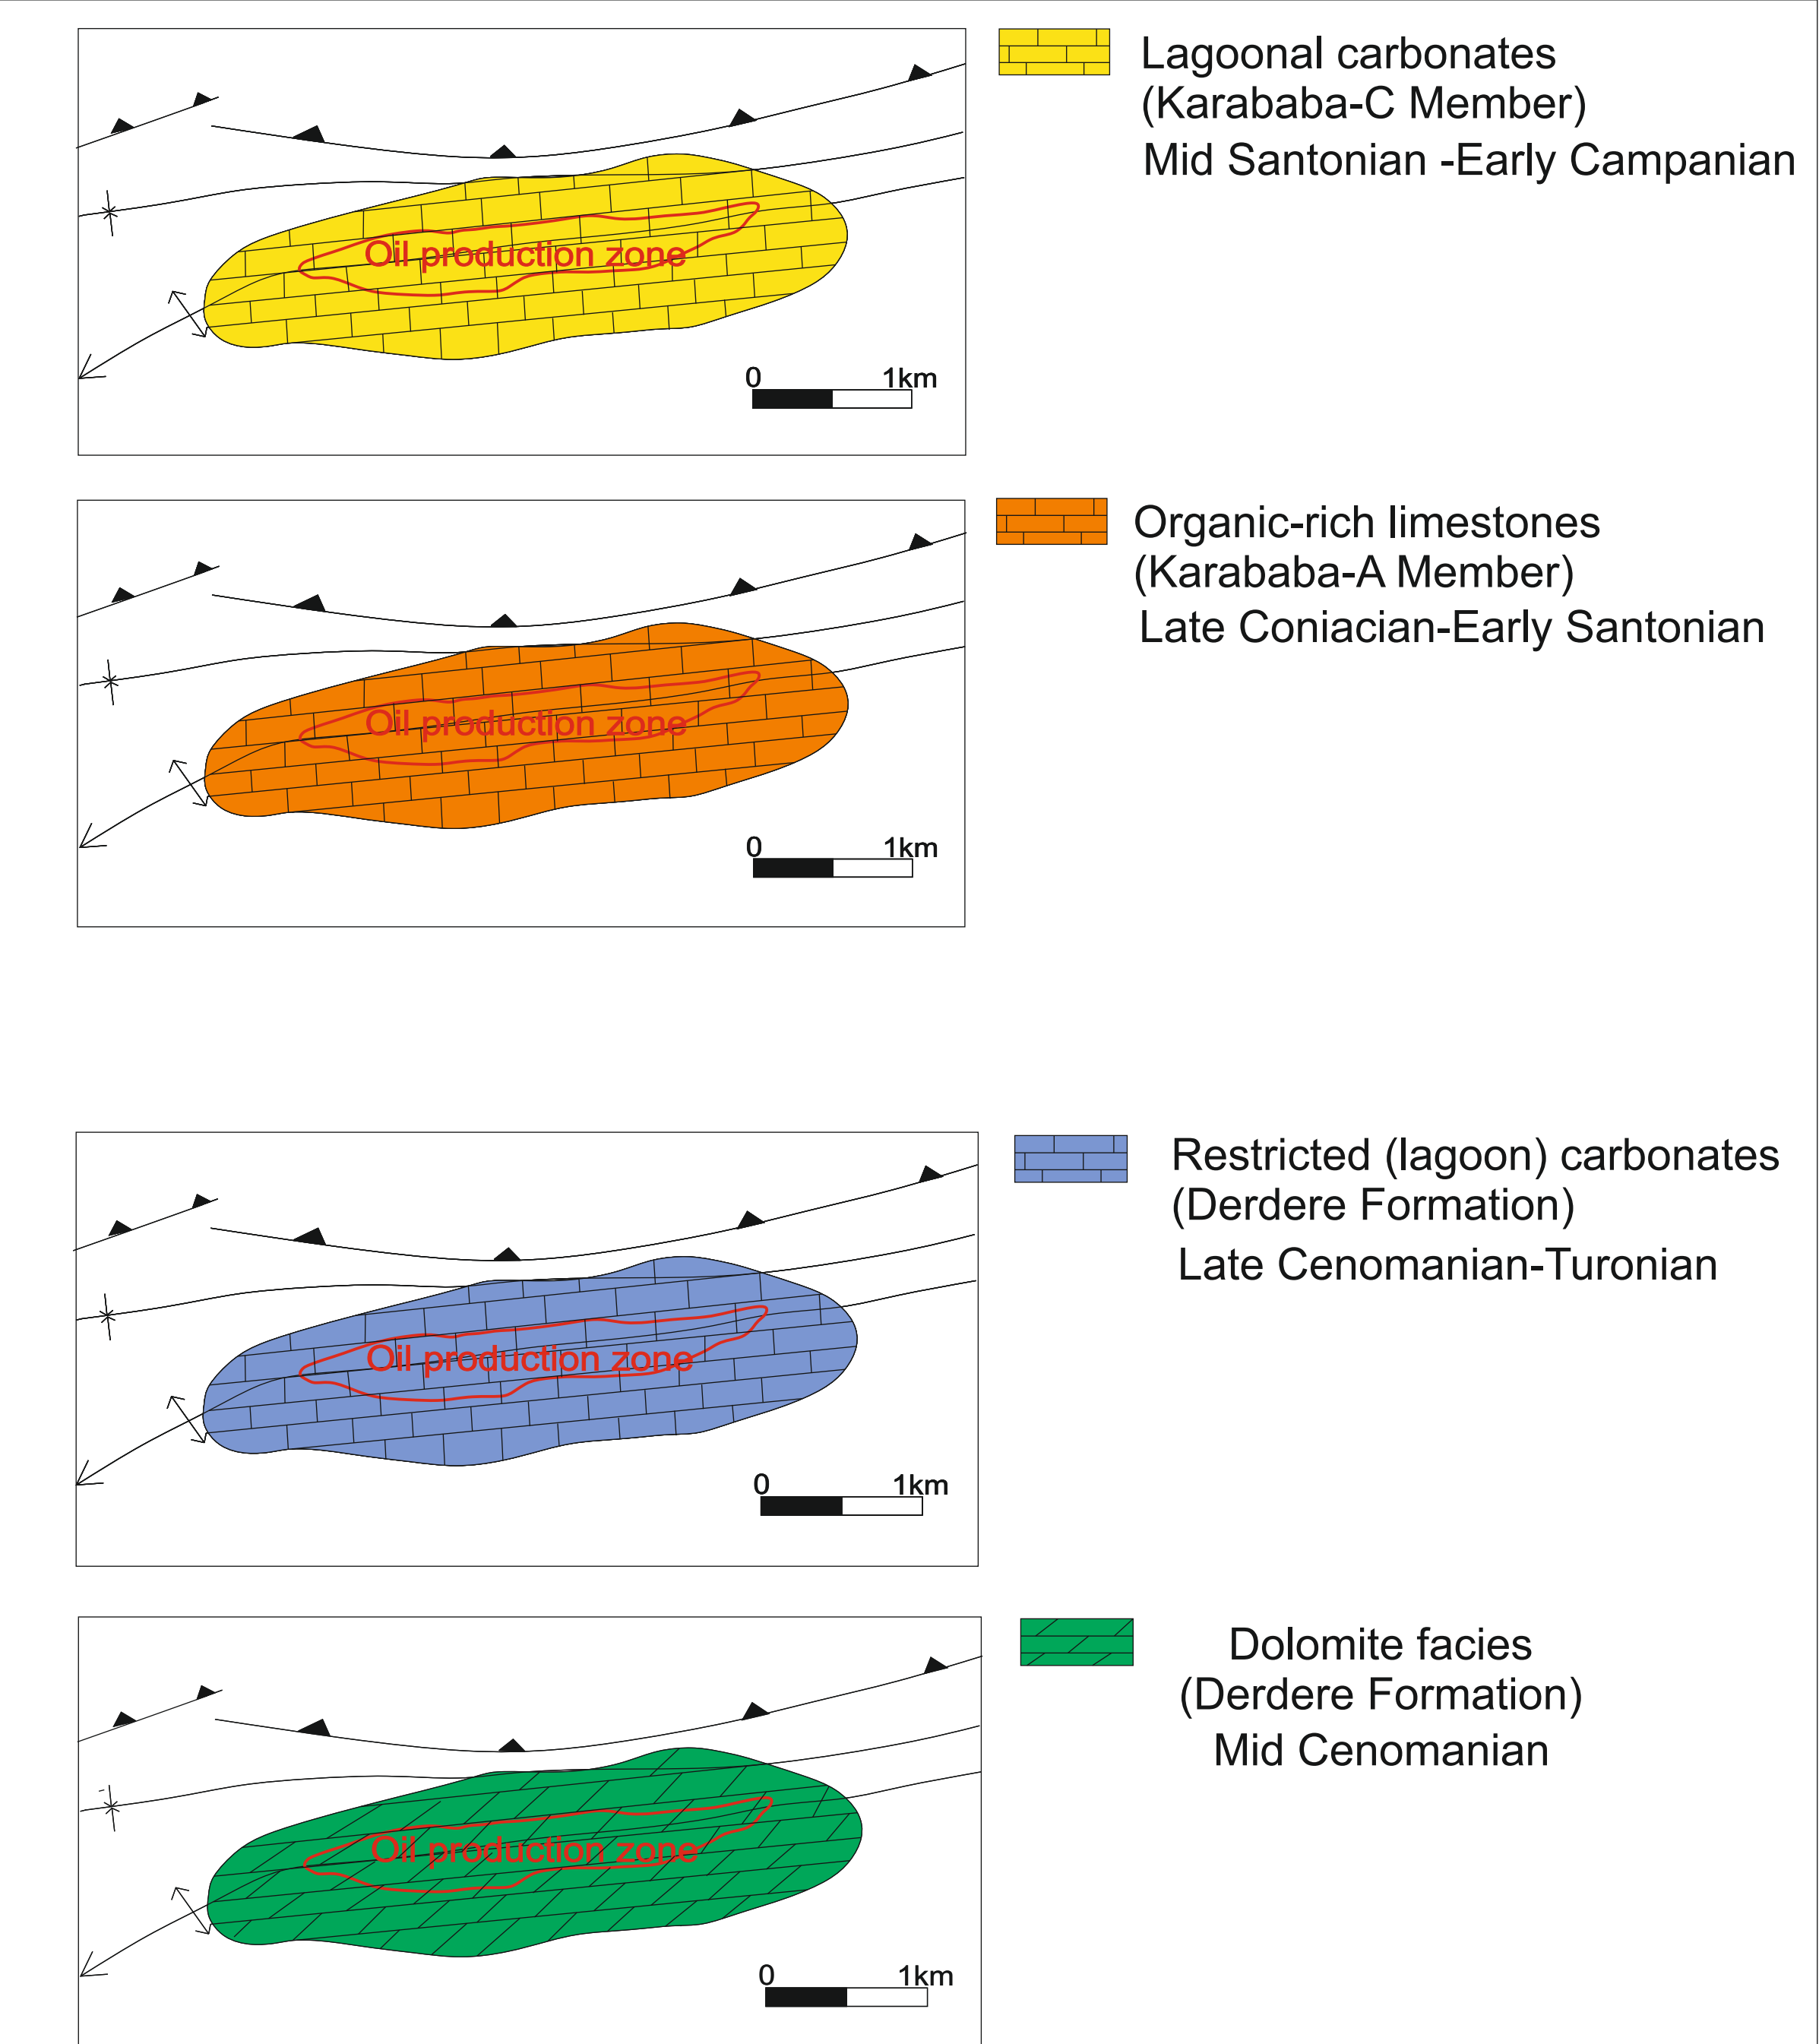 Lagoonal carbonates
(Karababa-C Member)
Mid Santonian -Early Campanian
Oil production zone
0 1km
Organic-rich limestones
(Karababa-A Member)
Late Coniacian-Early Santonian
Oil production zone
0 1km
Restricted (lagoon) carbonates
(Derdere Formation)
Late Cenomanian-Turonian
Oil production zone
0 1km
Dolomite facies
(Derdere Formation)
Mid Cenomanian
Oil production zone
0 1km